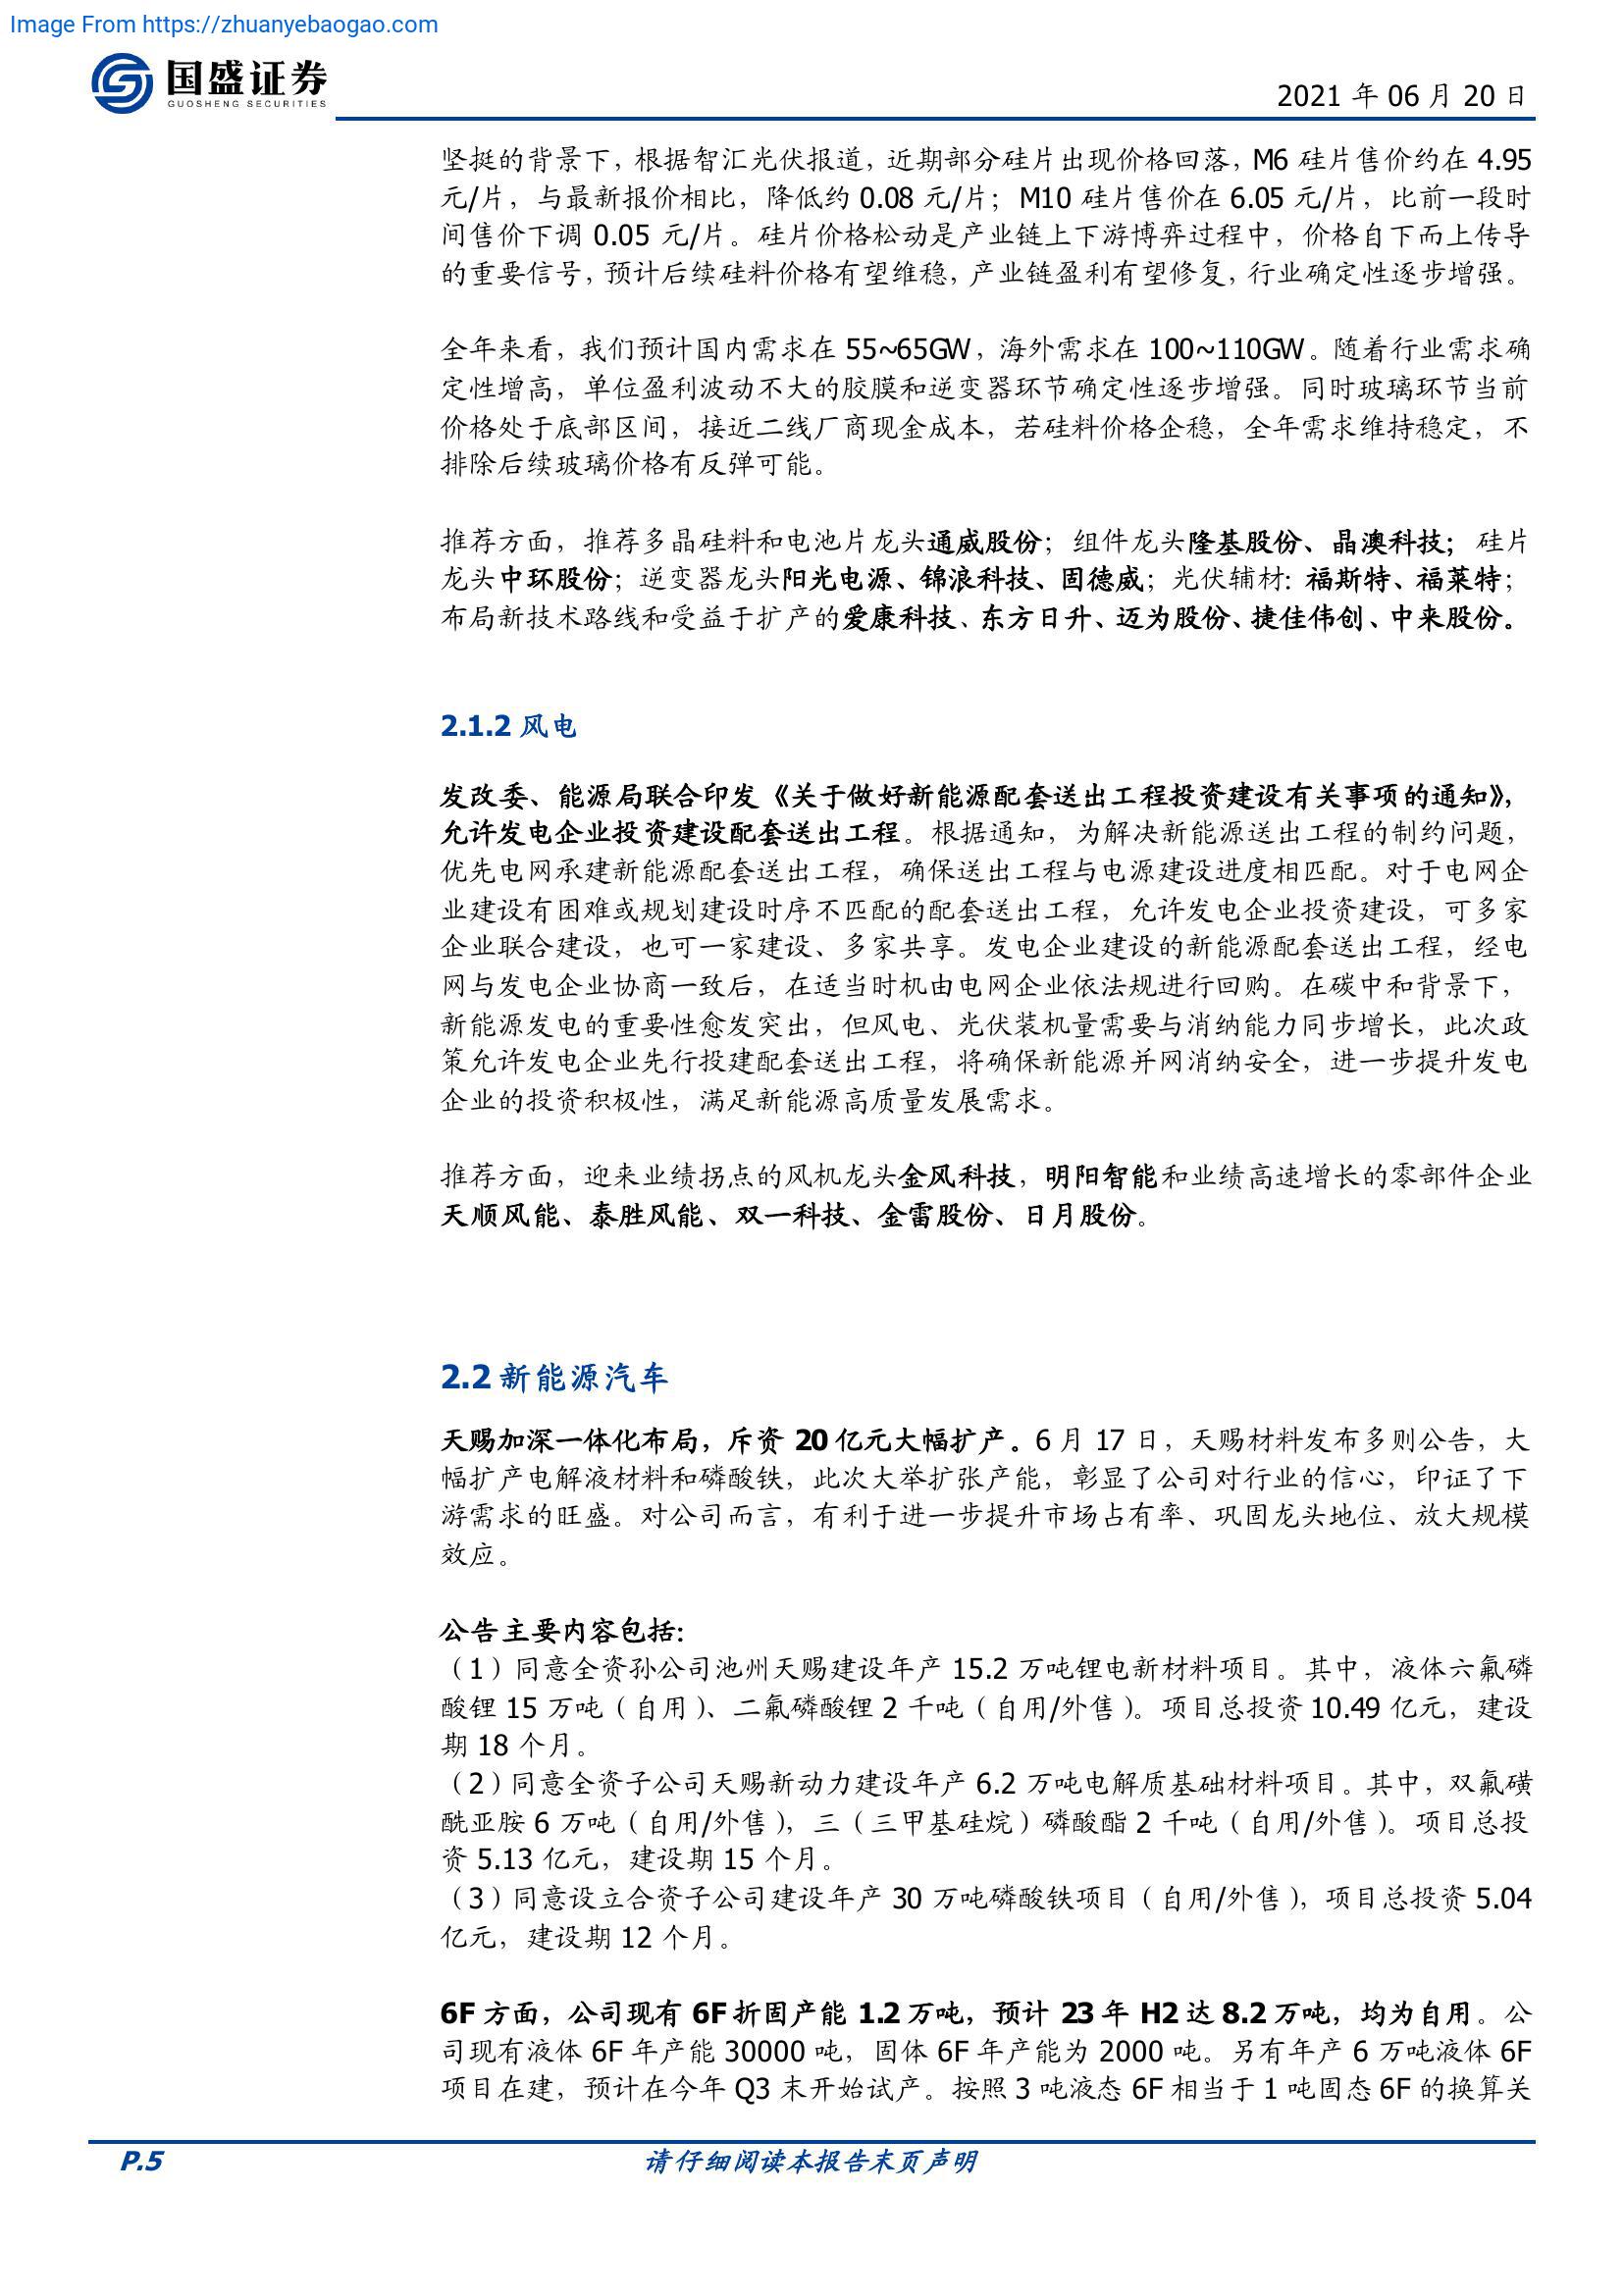 Image From https://zhuanyebaogao.com
国盛证券
GUOSHENG SECURITIES
2021 年 06 月 20 日
坚挺的背景下，根据智汇光伏报道，近期部分硅片出现价格回落，M6 硅片售价约在 4.95
元/片，与最新报价相比，降低约 0.08 元/片；M10 硅片售价在 6.05 元/片，比前一段时
间售价下调 0.05 元/片。硅片价格松动是产业链上下游博弈过程中，价格自下而上传导
的重要信号，预计后续硅料价格有望维稳，产业链盈利有望修复，行业确定性逐步增强。
全年来看，我们预计国内需求在 55~65GW，海外需求在 100~110GW。随着行业需求确
定性增高，单位盈利波动不大的胶膜和逆变器环节确定性逐步增强。同时玻璃环节当前
价格处于底部区间，接近二线厂商现金成本，若硅料价格企稳，全年需求维持稳定，不
排除后续玻璃价格有反弹可能。
推荐方面，推荐多晶硅料和电池片龙头通威股份；组件龙头隆基股份、晶澳科技；硅片
龙头中环股份；逆变器龙头阳光电源、锦浪科技、固德威；光伏辅材：福斯特、福莱特；
布局新技术路线和受益于扩产的爱康科技、东方日升、迈为股份、捷佳伟创、中来股份。
2.1.2 风电
发改委、能源局联合印发《关于做好新能源配套送出工程投资建设有关事项的通知》，
允许发电企业投资建设配套送出工程。根据通知，为解决新能源送出工程的制约问题，
优先电网承建新能源配套送出工程，确保送出工程与电源建设进度相匹配。对于电网企
业建设有困难或规划建设时序不匹配的配套送出工程，允许发电企业投资建设，可多家
企业联合建设，也可一家建设、多家共享。发电企业建设的新能源配套送出工程，经电
网与发电企业协商一致后，在适当时机由电网企业依法规进行回购。在碳中和背景下，
新能源发电的重要性愈发突出，但风电、光伏装机量需要与消纳能力同步增长，此次政
策允许发电企业先行投建配套送出工程，将确保新能源并网消纳安全，进一步提升发电
企业的投资积极性，满足新能源高质量发展需求。
推荐方面，迎来业绩拐点的风机龙头金风科技，明阳智能和业绩高速增长的零部件企业
天顺风能、泰胜风能、双一科技、金雷股份、日月股份。
2.2 新能源汽车
天赐加深一体化布局，斥资 20 亿元大幅扩产。6 月 17 日，天赐材料发布多则公告，大
幅扩产电解液材料和磷酸铁，此次大举扩张产能，彰显了公司对行业的信心，印证了下
游需求的旺盛。对公司而言，有利于进一步提升市场占有率、巩固龙头地位、放大规模
效应。
公告主要内容包括：
（1）同意全资孙公司池州天赐建设年产 15.2 万吨锂电新材料项目。其中，液体六氟磷
酸锂 15 万吨（自用）、二氟磷酸锂 2 千吨（自用/外售）。项目总投资 10.49 亿元，建设
期 18 个月。
（2）同意全资子公司天赐新动力建设年产 6.2 万吨电解质基础材料项目。其中，双氟磺
酰亚胺 6 万吨（自用/外售），三（三甲基硅烷）磷酸酯 2 千吨（自用/外售）。项目总投
资 5.13 亿元，建设期 15 个月。
（3）同意设立合资子公司建设年产 30 万吨磷酸铁项目（自用/外售），项目总投资 5.04
亿元，建设期 12 个月。
6F 方面，公司现有 6F 折固产能 1.2 万吨，预计 23 年 H2 达 8.2 万吨，均为自用。公
司现有液体 6F 年产能 30000 吨，固体 6F 年产能为 2000 吨。另有年产 6 万吨液体 6F
项目在建，预计在今年 Q3 末开始试产。按照 3 吨液态 6F 相当于 1 吨固态 6F 的换算关
P.5
请仔细阅读本报告末页声明